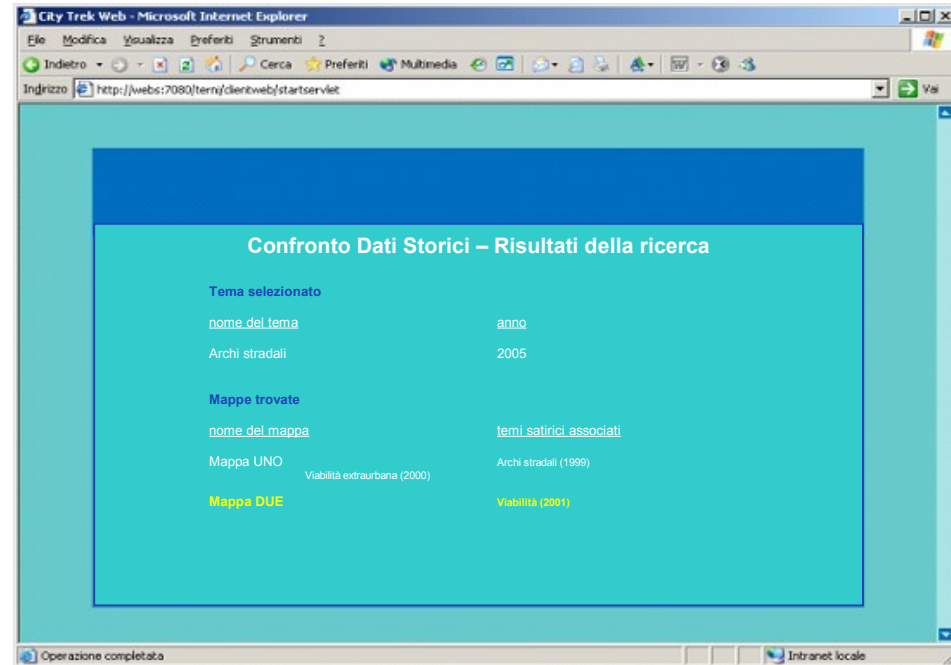 City Trek Web - Microsoft Internet Explorer
File Modifica Visualizza Preferiti Strumenti ?
Indietro Cerca Preferiti Multimedia
Indirizzo http://webs:7080/terni/clientweb/startservlet Vai
Confronto Dati Storici – Risultati della ricerca
Tema selezionato
nome del tema anno
Archi stradali 2005
Mappe trovate
nome del mappa temi satirici associati
Mappa UNO Archi stradali (1999)
Viabilità extraurbana (2000)
Mappa DUE Viabilità (2001)
Operazione completata Intranet locale